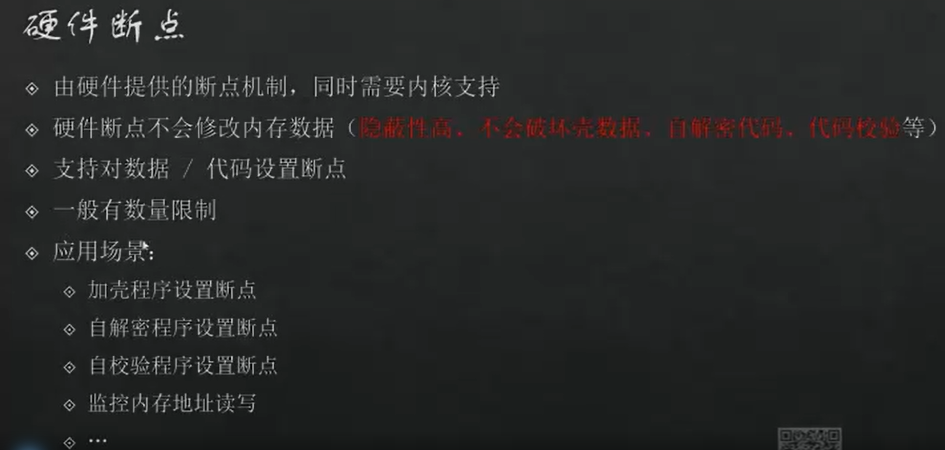 硬件断点
由硬件提供的断点机制，同时需要内核支持
硬件断点不会修改内存数据（隐蔽性高、不会破坏壳数据、自解密代码、代码校验等）
支持对数据 / 代码设置断点
一般有数量限制
应用场景：
加壳程序设置断点
自解密程序设置断点
自校验程序设置断点
监控内存地址读写
…